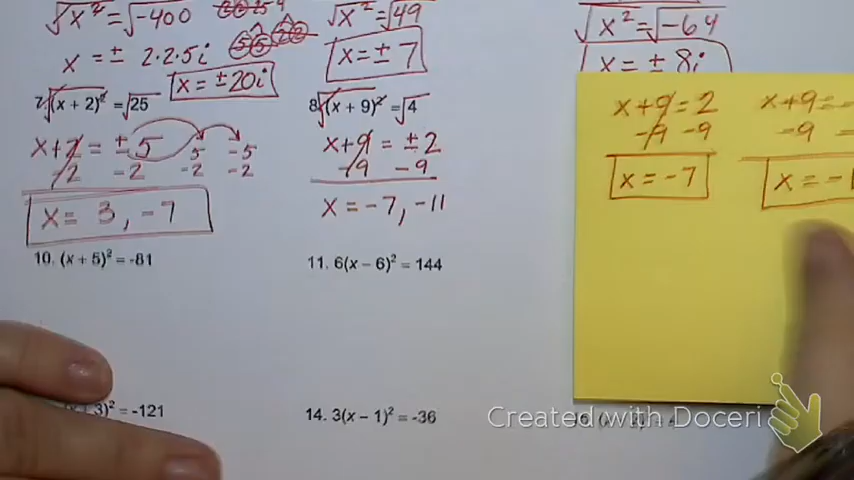 √x² = √-400
x = ± 2·2·5i
x = ±20i
√x² = √49
x = ± 7
√x² = √-64
x = ± 8i
7. √(x + 2)² = √25
x+2 = ± 5 5 -5
-2 -2 -2 -2
x = 3, -7
8. √(x + 9)² = √4
x+9 = ±2
-9 -9
x = -7, -11
x+9 = 2
-9 -9
x = -7
x+9 = -
-9
x = -1
10. (x + 5)² = -81
11. 6(x – 6)² = 144
3)² = -121
14. 3(x – 1)² = -36
Created with Doceri